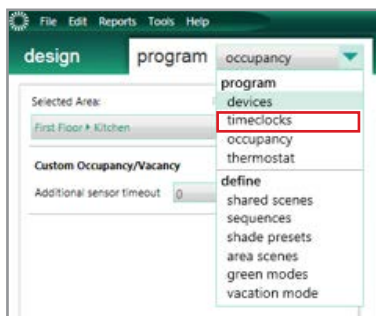 File Edit Reports Tools Help
design program occupancy
program
Selected Area:
devices
First Floor ▸ Kitchen
timeclocks
occupancy
Custom Occupancy/Vacancy
thermostat
define
Additional sensor timeout 0
shared scenes
sequences
shade presets
area scenes
green modes
vacation mode